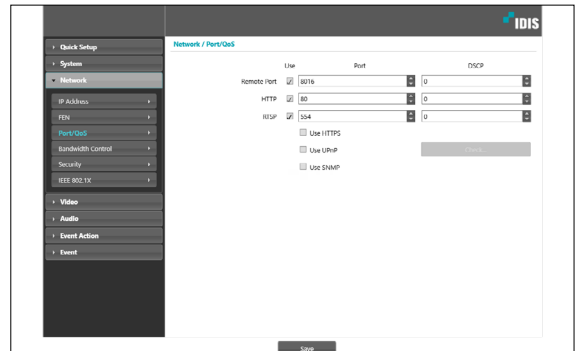 IDIS
Quick Setup
System
Network
IP Address
FEN
Port/QoS
Bandwidth Control
Security
IEEE 802.1X
Video
Audio
Event Action
Event
Network / Port/QoS
Use Port DSCP
Remote Port 8016 0
HTTP 80 0
RTSP 554 0
Use HTTPS
Use UPnP Check...
Use SNMP
Save